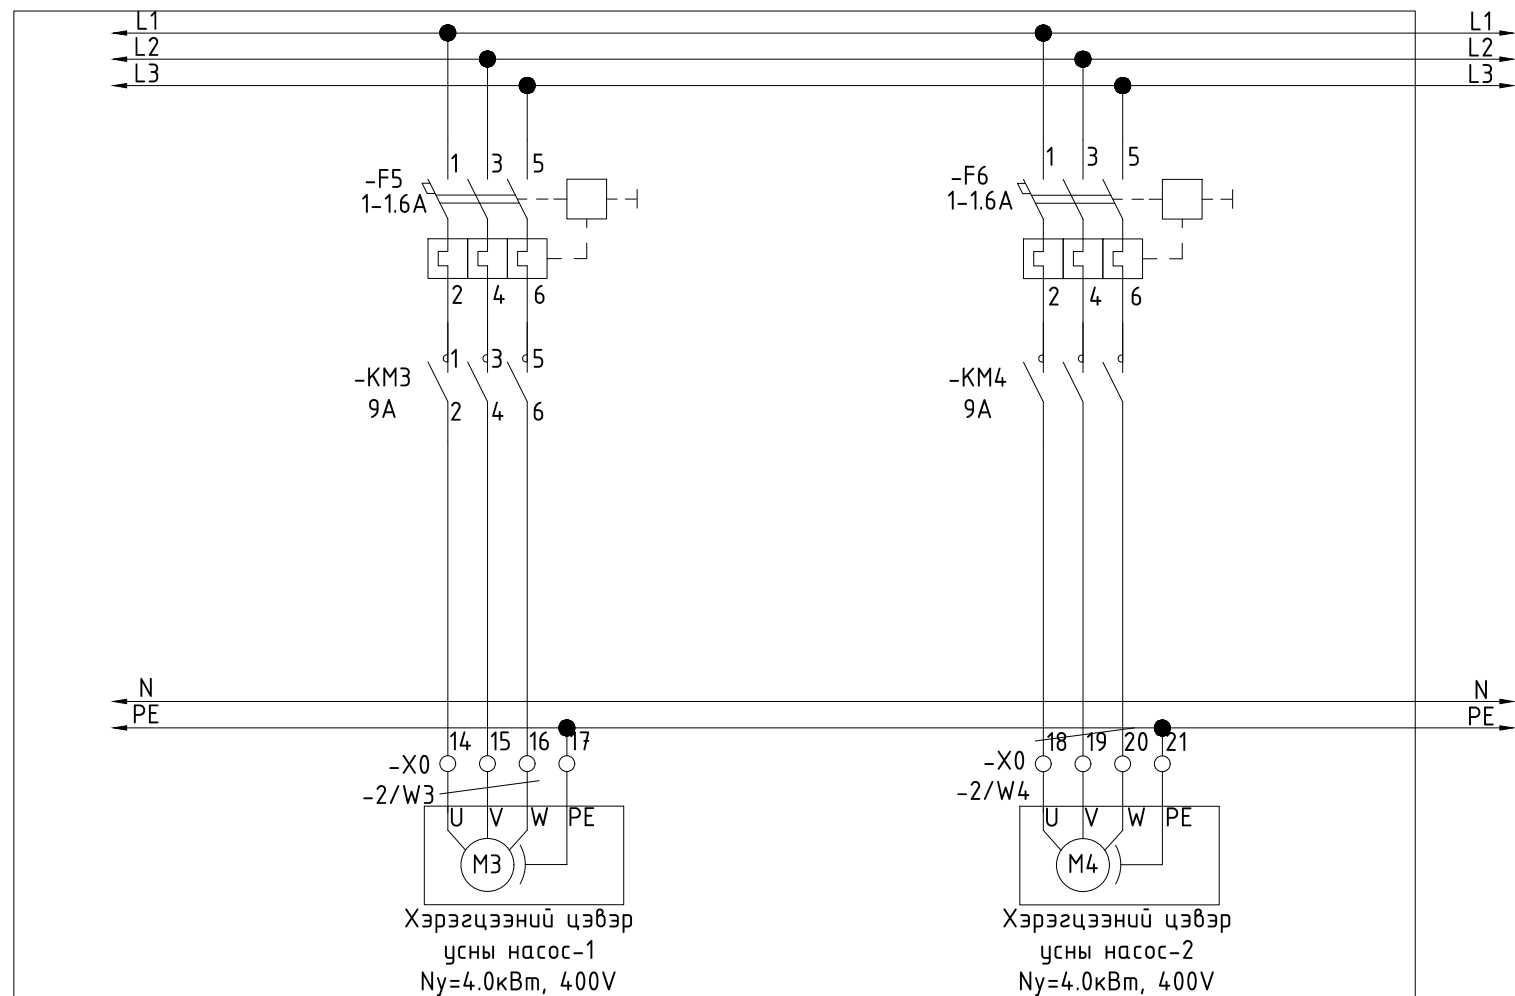 L1 L1
L2 L2
L3 L3
1 3 5 1 3 5
-F5 -F6
1-1.6A 1-1.6A
2 4 6 2 4 6
1 3 5
-KM3 -KM4
9A 2 4 6 9A
N N
PE PE
14 15 16 17 18 19 20 21
-X0 -X0
-2/W3 -2/W4
U V W PE U V W PE
M3 M4
Хэрэгцээний цэвэр
усны насос-1
Ny=4.0кВт, 400V
Хэрэгцээний цэвэр
усны насос-2
Ny=4.0кВт, 400V